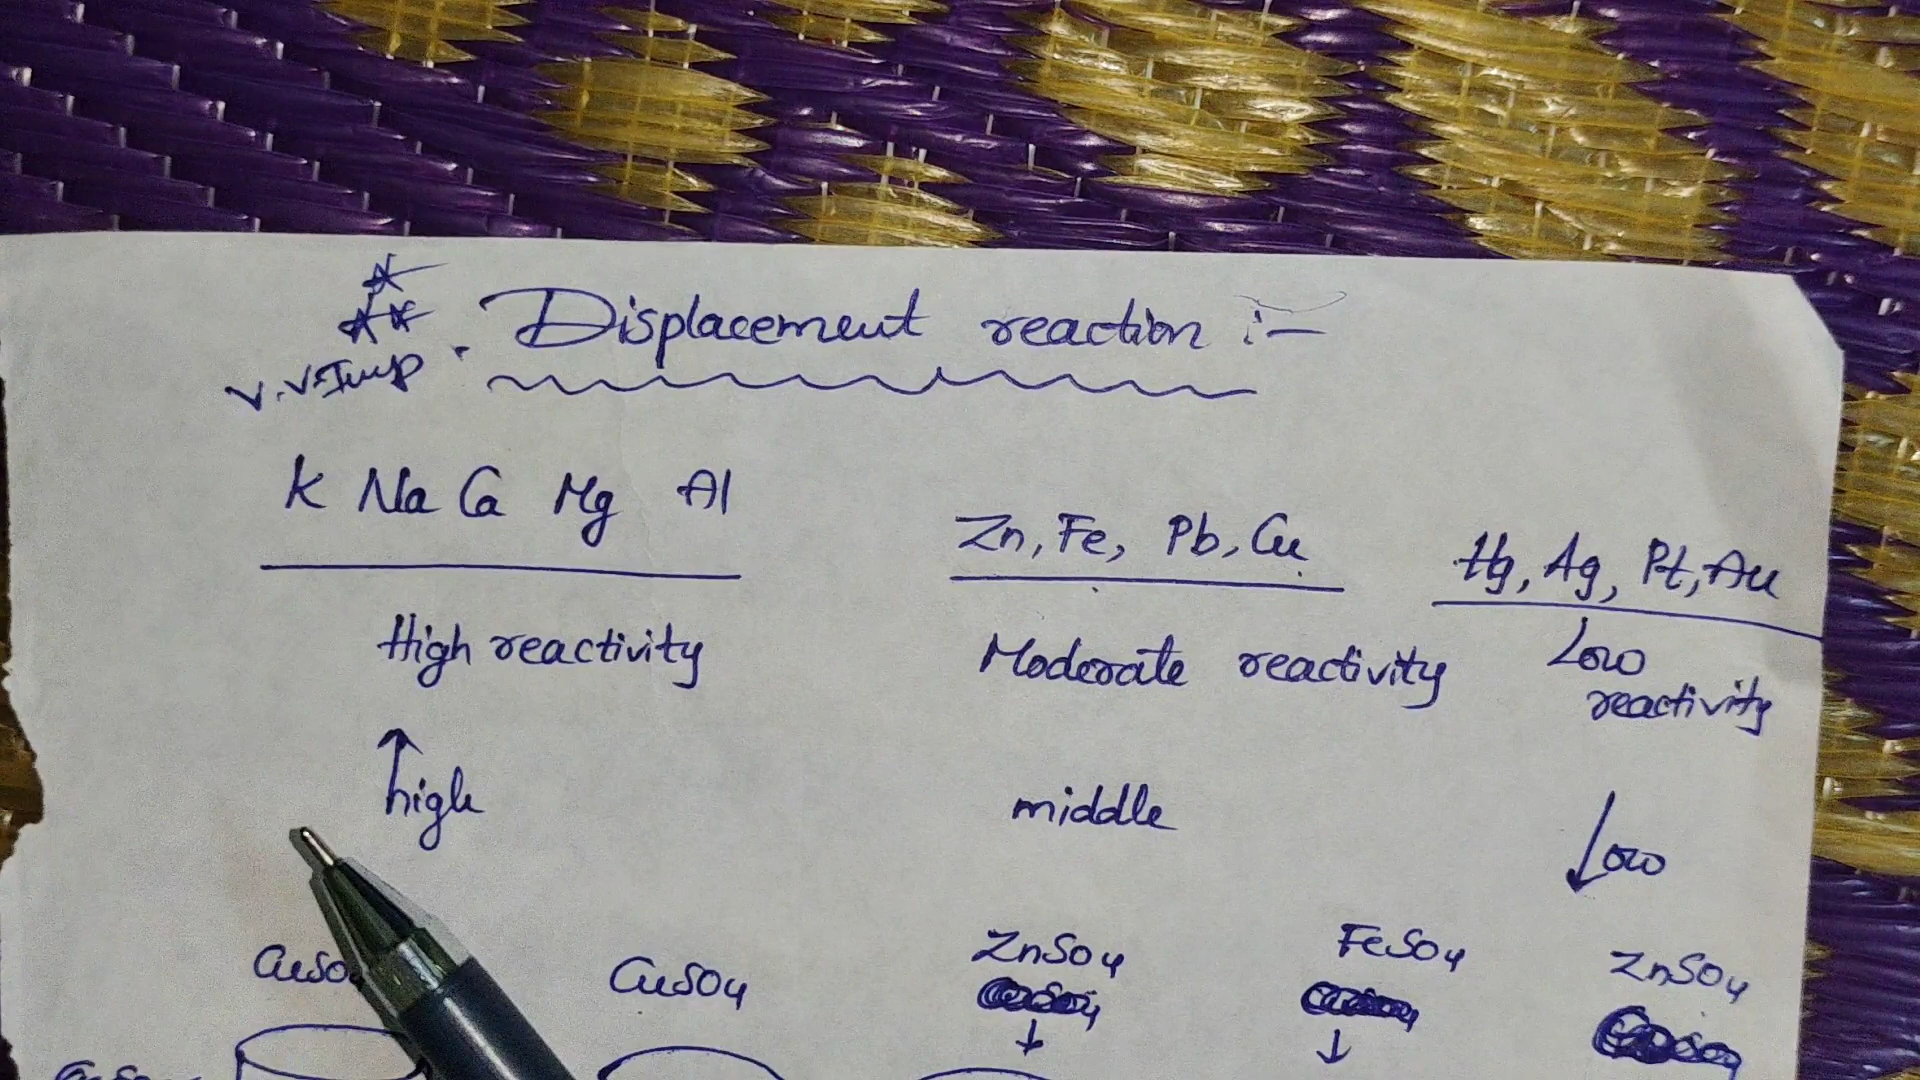 V.V.Imp. Displacement reaction :-
K Na Ca Mg Al
Zn, Fe, Pb, Cu
Hg, Ag, Pt, Au
High reactivity
Moderate reactivity
Low
reactivity
high
middle
Low
CuSO4
CuSO4
ZnSO4
FeSO4
ZnSO4